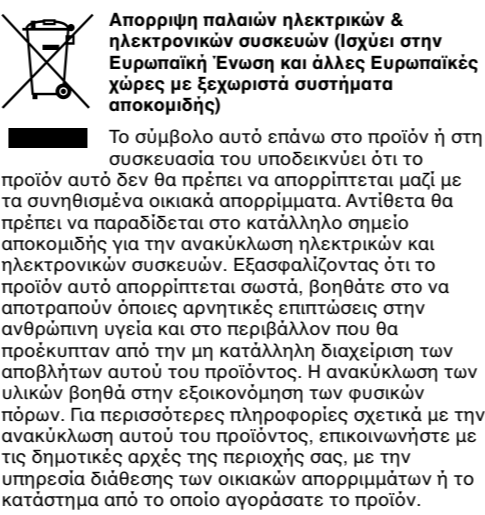 Απορριψη παλαιών ηλεκτρικών &
ηλεκτρονικών συσκευών (Ισχύει στην
Ευρωπαϊκή Ένωση και άλλες Ευρωπαϊκές
χώρες με ξεχωριστά συστήματα
αποκομιδής)
Το σύμβολο αυτό επάνω στο προϊόν ή στη
συσκευασία του υποδεικνύει ότι το
προϊόν αυτό δεν θα πρέπει να απορρίπτεται μαζί με
τα συνηθισμένα οικιακά απορρίμματα. Αντίθετα θα
πρέπει να παραδίδεται στο κατάλληλο σημείο
αποκομιδής για την ανακύκλωση ηλεκτρικών και
ηλεκτρονικών συσκευών. Εξασφαλίζοντας ότι το
προϊόν αυτό απορρίπτεται σωστά, βοηθάτε στο να
αποτραπούν όποιες αρνητικές επιπτώσεις στην
ανθρώπινη υγεία και στο περιβάλλον που θα
προέκυπταν από την μη κατάλληλη διαχείριση των
αποβλήτων αυτού του προϊόντος. Η ανακύκλωση των
υλικών βοηθά στην εξοικονόμηση των φυσικών
πόρων. Για περισσότερες πληροφορίες σχετικά με την
ανακύκλωση αυτού του προϊόντος, επικοινωνήστε με
τις δημοτικές αρχές της περιοχής σας, με την
υπηρεσία διάθεσης των οικιακών απορριμμάτων ή το
κατάστημα από το οποίο αγοράσατε το προϊόν.